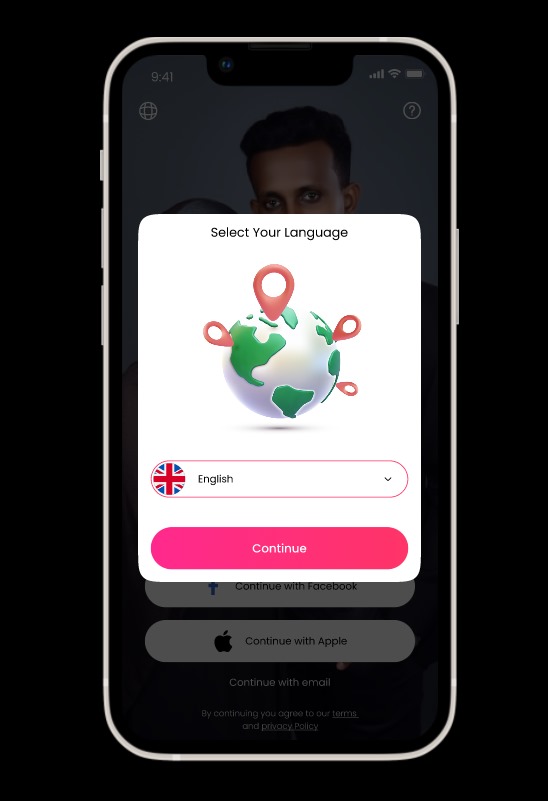 9:41
Select Your Language
English
Continue
Continue with Facebook
Continue with Apple
Continue with email
By continuing you agree to our terms
and privacy Policy